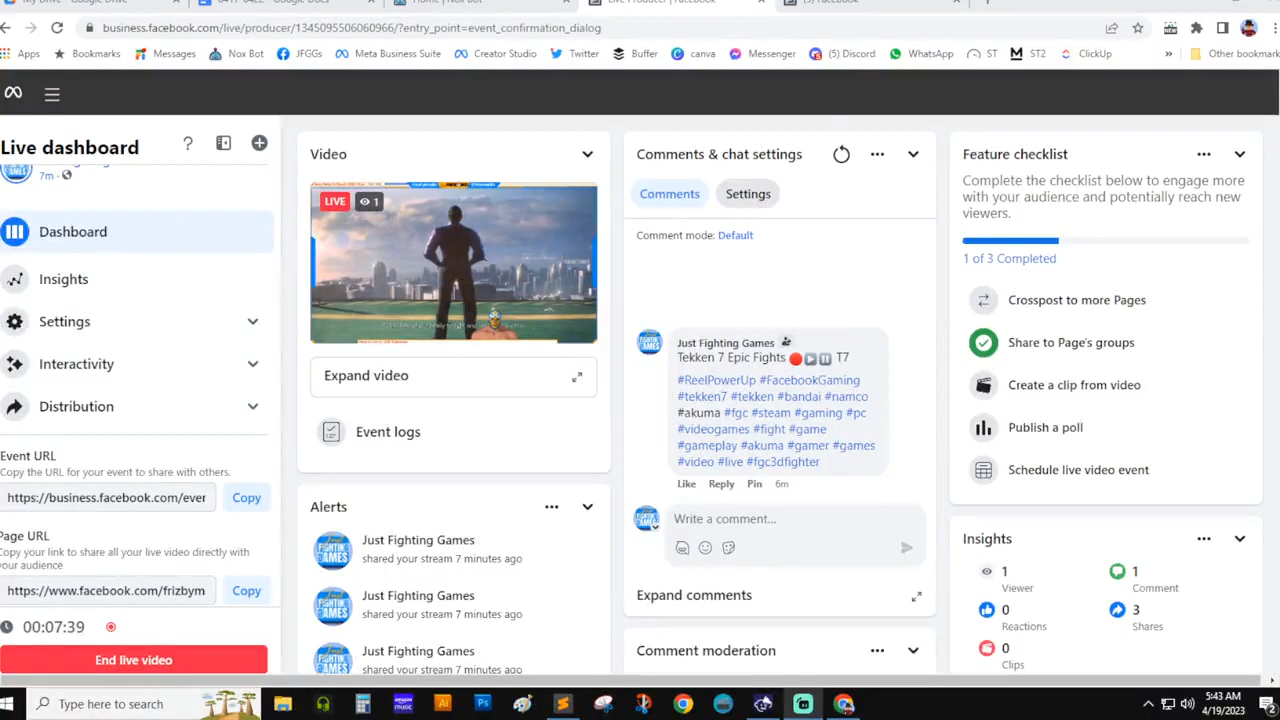 business.facebook.com/live/producer/1345095506060966/?entry_point=event_confirmation_dialog
Apps Bookmarks Messages Nox Bot JFGGs Meta Business Suite Creator Studio Twitter Buffer canva Messenger (5) Discord WhatsApp ST ST2 ClickUp » Other bookmark
Live dashboard
7m
Dashboard
Insights
Settings
Interactivity
Distribution
Event URL
Copy the URL for your event to share with others.
https://business.facebook.com/ever Copy
Page URL
Copy your link to share all your live video directly with
your audience
https://www.facebook.com/frizbym Copy
00:07:39
End live video
Video
LIVE 1
Expand video
Event logs
Alerts
Just Fighting Games
shared your stream 7 minutes ago
Just Fighting Games
shared your stream 7 minutes ago
Just Fighting Games
shared your stream 7 minutes ago
Comments & chat settings
Comments Settings
Comment mode: Default
Just Fighting Games
Tekken 7 Epic Fights 🔴▶️⏸️ T7
#ReelPowerUp #FacebookGaming
#tekken7 #tekken #bandai #namco
#akuma #fgc #steam #gaming #pc
#videogames #fight #game
#gameplay #akuma #gamer #games
#video #live #fgc3dfighter
Like Reply Pin 6m
Write a comment...
Expand comments
Comment moderation
Feature checklist
Complete the checklist below to engage more
with your audience and potentially reach new
viewers.
1 of 3 Completed
Crosspost to more Pages
Share to Page's groups
Create a clip from video
Publish a poll
Schedule live video event
Insights
1 1
Viewer Comment
0 3
Reactions Shares
0
Clips
Type here to search
5:43 AM
4/19/2023